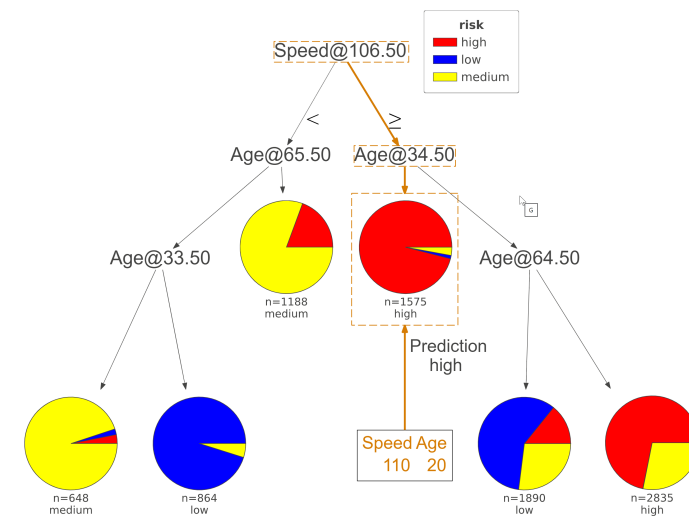 risk
high
low
medium
Speed@106.50
<
≥
Age@65.50
Age@34.50
G
Age@33.50
Age@64.50
n=1188
medium
n=1575
high
Prediction
high
Speed Age
110 20
n=648
medium
n=864
low
n=1890
low
n=2835
high